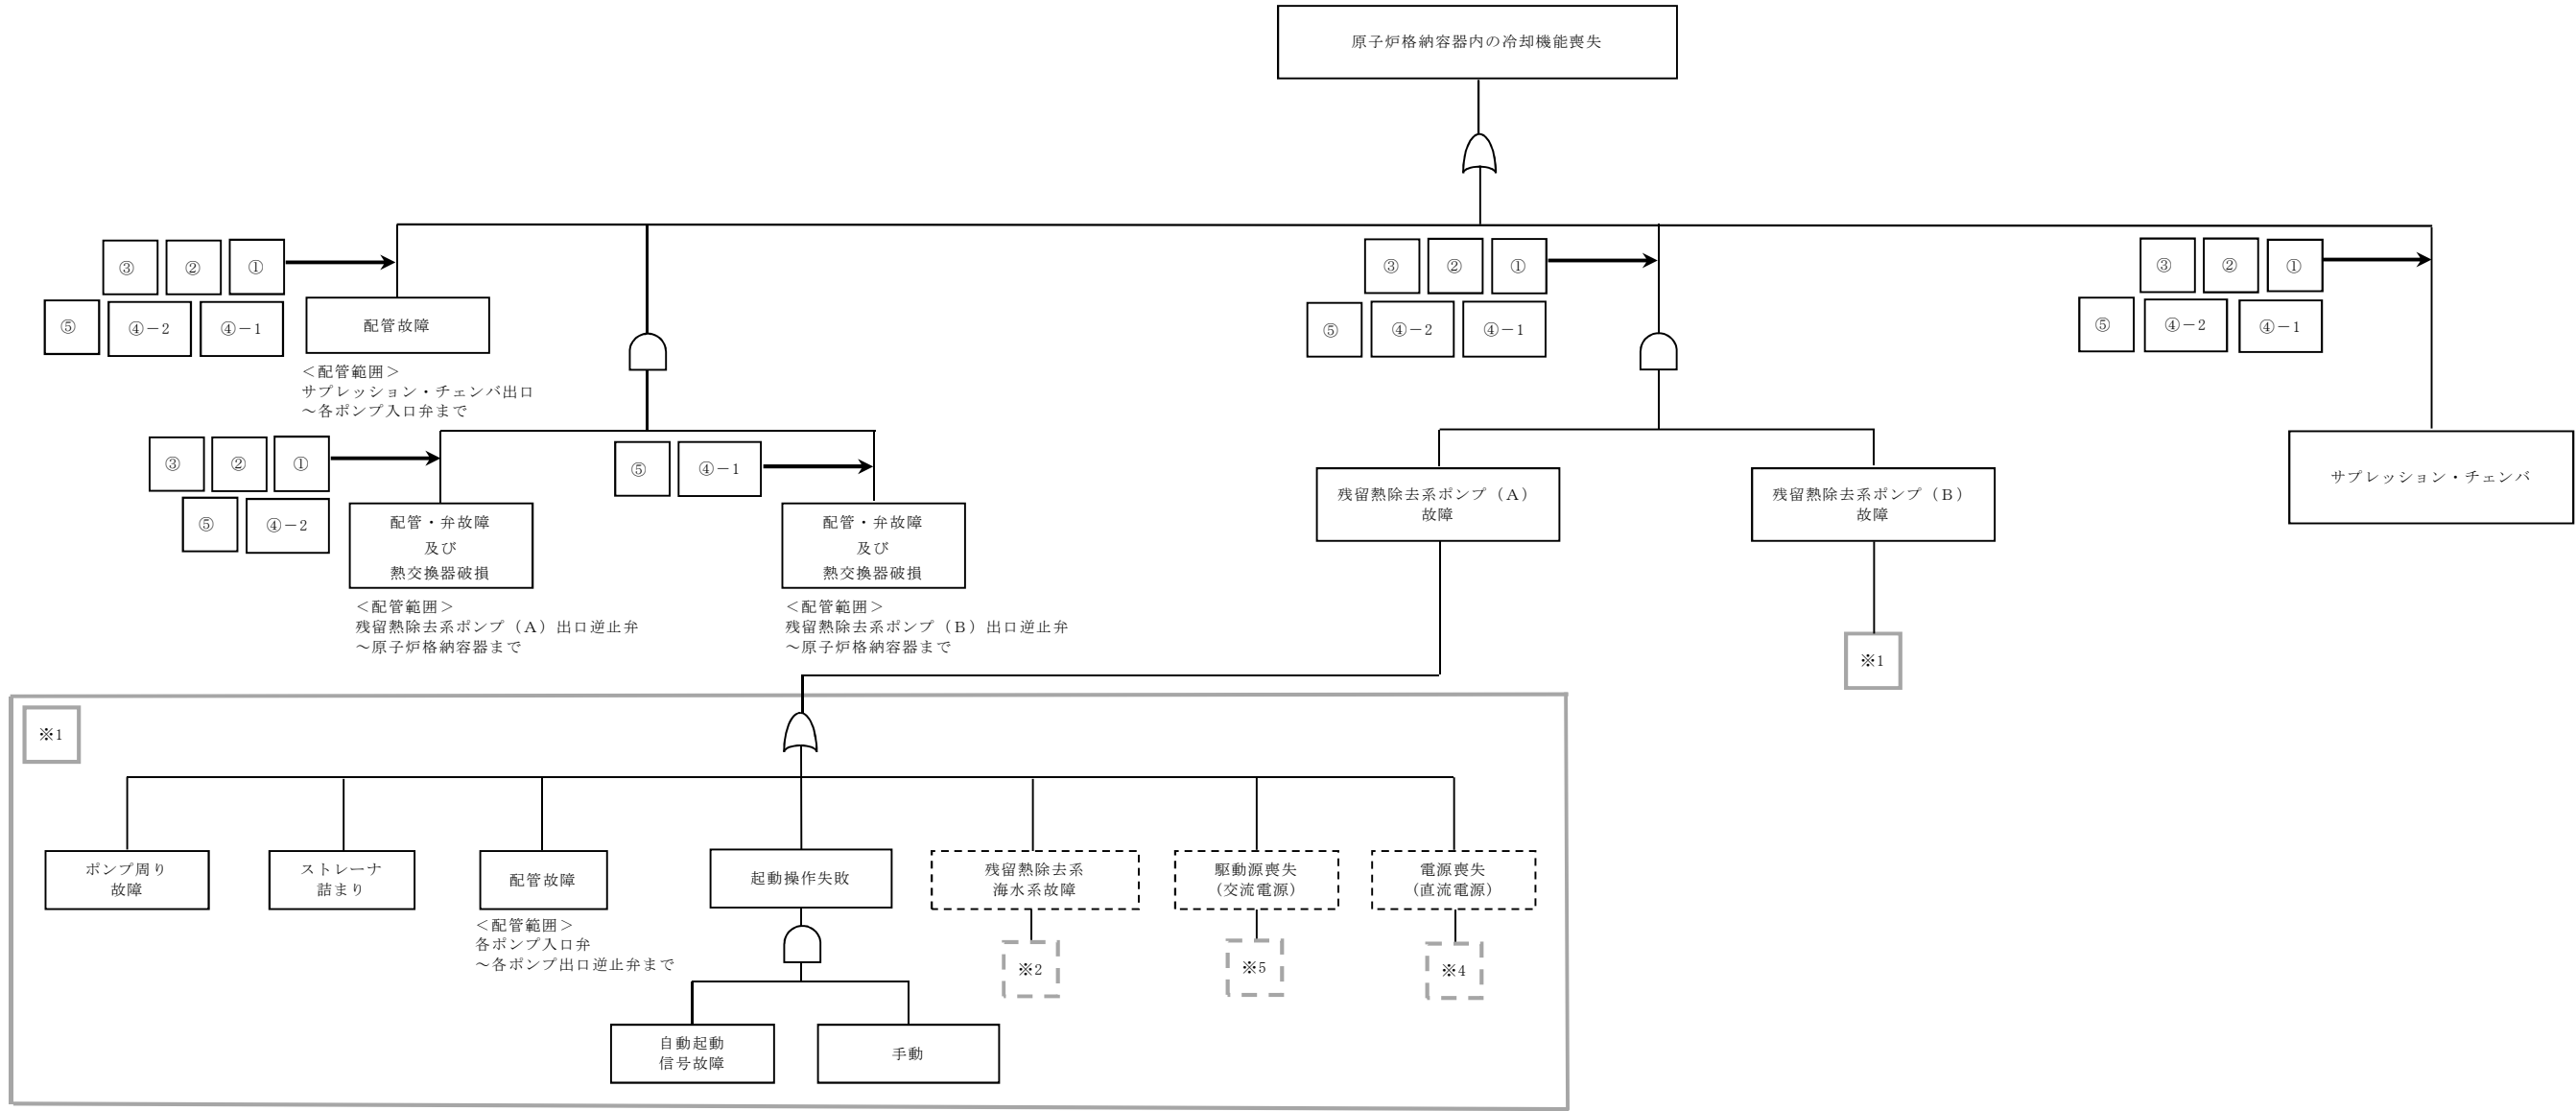 原子炉格納容器内の冷却機能喪失
③ ② ①
⑤ ④－2 ④－1
配管故障
＜配管範囲＞
サプレッション・チェンバ出口
～各ポンプ入口弁まで
③ ② ①
⑤ ④－2 ④－1
③ ② ①
⑤ ④－2 ④－1
③ ② ①
⑤ ④－2
配管・弁故障
及び
熱交換器破損
＜配管範囲＞
残留熱除去系ポンプ（Ａ）出口逆止弁
～原子炉格納容器まで
⑤ ④－1
配管・弁故障
及び
熱交換器破損
＜配管範囲＞
残留熱除去系ポンプ（Ｂ）出口逆止弁
～原子炉格納容器まで
残留熱除去系ポンプ（Ａ）
故障
残留熱除去系ポンプ（Ｂ）
故障
サプレッション・チェンバ
※1
※1
ポンプ周り
故障
ストレーナ
詰まり
配管故障
＜配管範囲＞
各ポンプ入口弁
～各ポンプ出口逆止弁まで
起動操作失敗
残留熱除去系
海水系故障
駆動源喪失
（交流電源）
電源喪失
（直流電源）
※2
※5
※4
自動起動
信号故障
手動